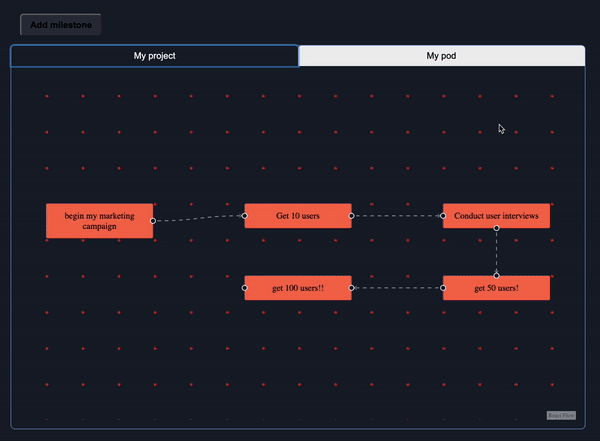 Add milestone
My project
My pod
begin my marketing
campaign
Get 10 users
Conduct user interviews
get 100 users!!
get 50 users!
React Flow